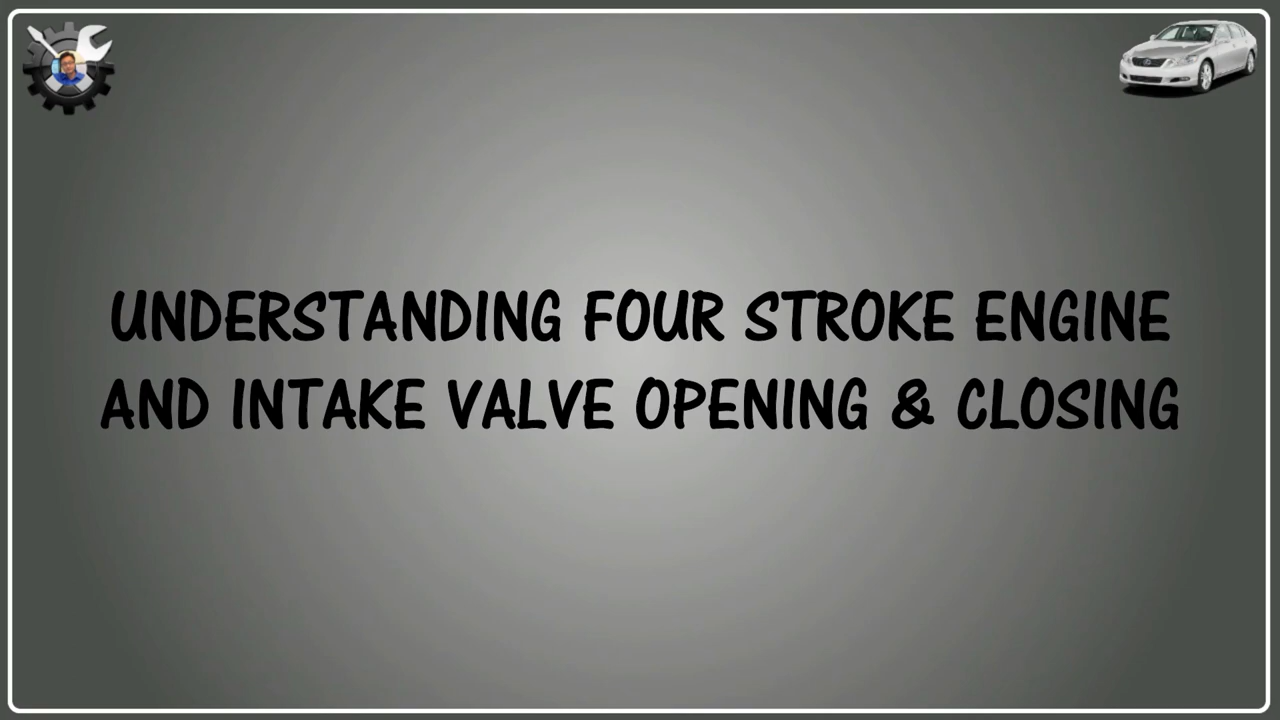 UNDERSTANDING FOUR STROKE ENGINE
AND INTAKE VALVE OPENING & CLOSING